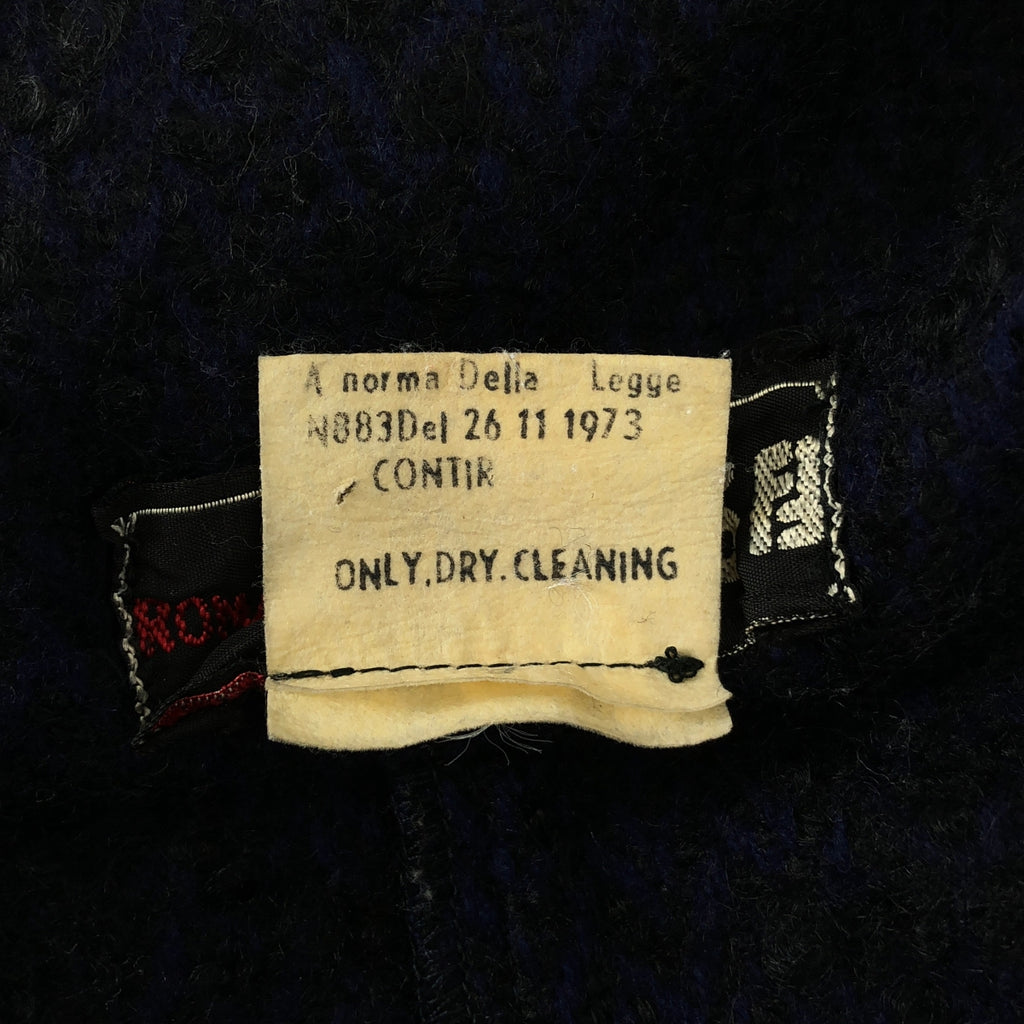 A norma Della Legge
N883Del 26 11 1973
CONTIR
ONLY,DRY.CLEANING